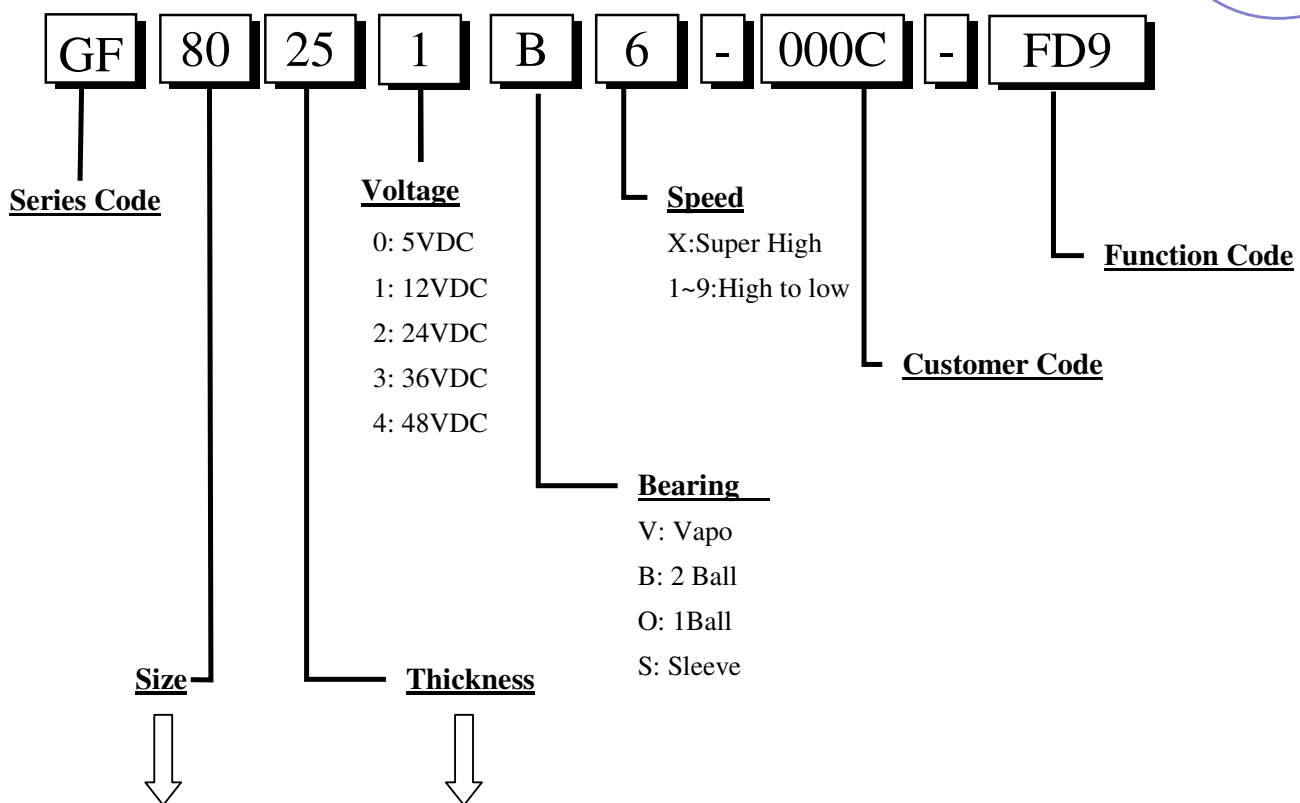 GF 80 25 1 B 6 - 000C - FD9
Series Code
Voltage
0: 5VDC
1: 12VDC
2: 24VDC
3: 36VDC
4: 48VDC
Speed
X:Super High
1~9:High to low
Function Code
Customer Code
Bearing
V: Vapo
B: 2 Ball
O: 1Ball
S: Sleeve
Size
Thickness